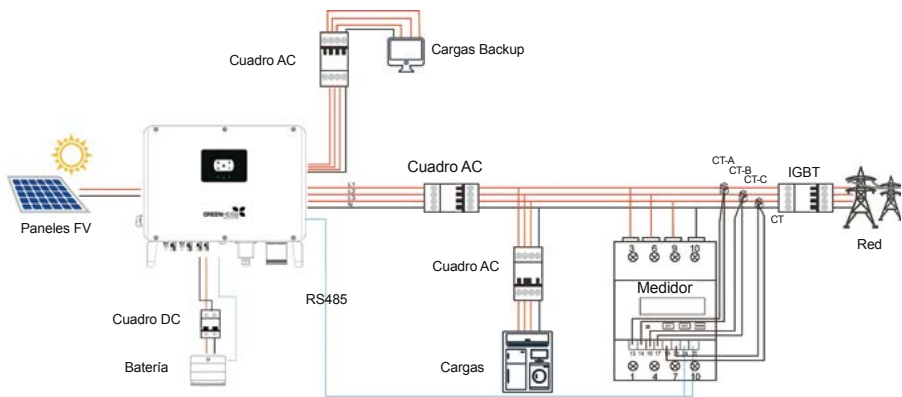 Cuadro AC
Cargas Backup
Paneles FV
Cuadro AC
CT-A
CT-B
CT-C
CT
IGBT
Red
Cuadro DC
Batería
RS485
Cuadro AC
Cargas
3 6 9 10
Medidor
13 14 16 17
1 4 7 10